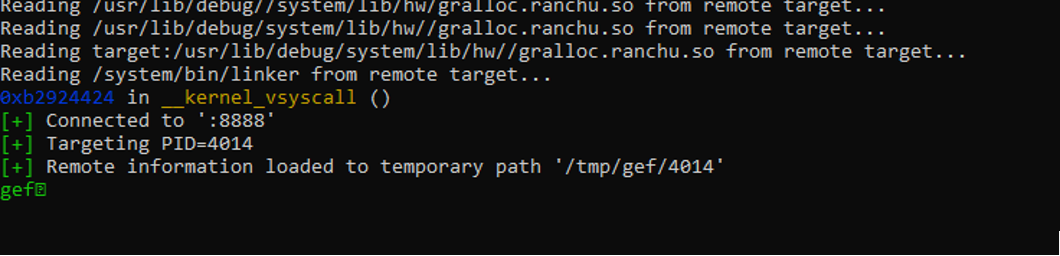 Reading /usr/lib/debug//system/lib/hw/gralloc.ranchu.so from remote target...
Reading /usr/lib/debug/system/lib/hw//gralloc.ranchu.so from remote target...
Reading target:/usr/lib/debug/system/lib/hw//gralloc.ranchu.so from remote target...
Reading /system/bin/linker from remote target...
0xb2924424 in __kernel_vsyscall ()
[+] Connected to ':8888'
[+] Targeting PID=4014
[+] Remote information loaded to temporary path '/tmp/gef/4014'
gef